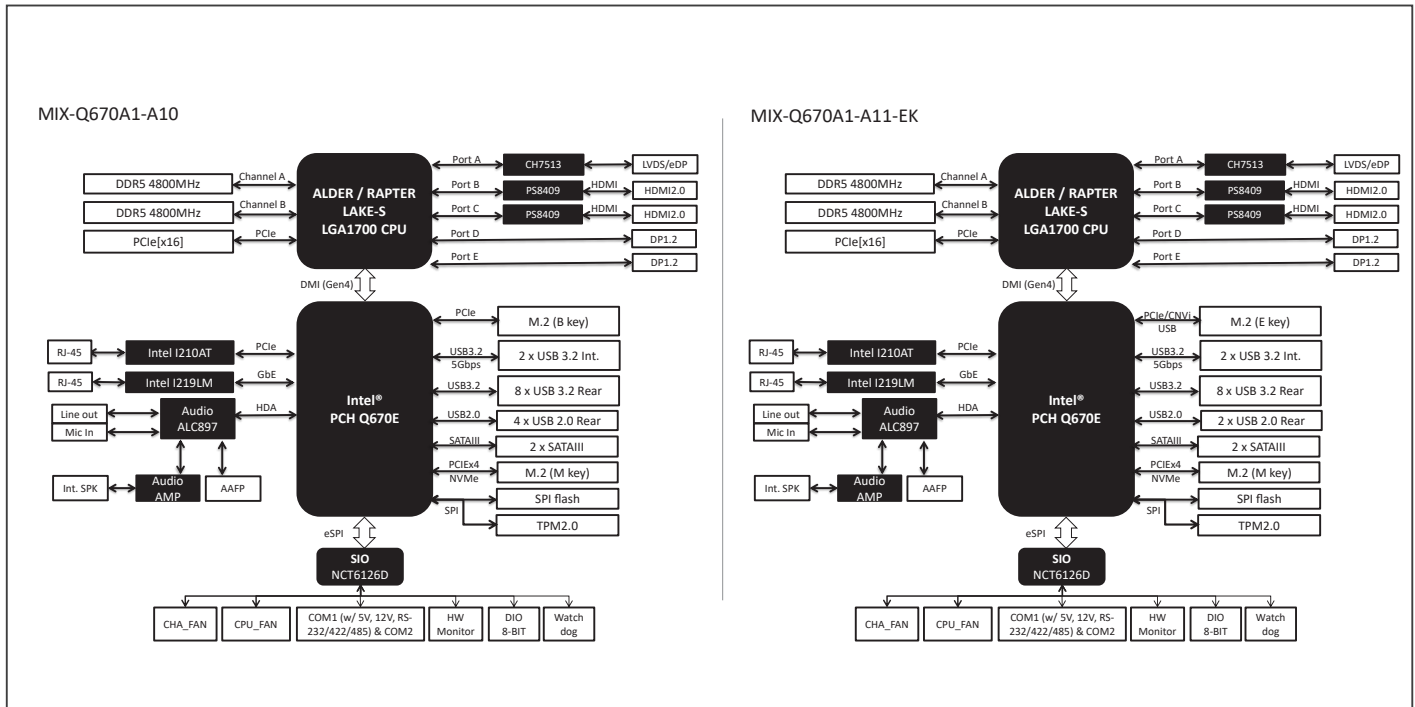 MIX-Q670A1-A10
ALDER / RAPTER
LAKE-S
LGA1700 CPU
DDR5 4800MHz
Channel A
DDR5 4800MHz
Channel B
PCIe[x16]
PCIe
Port A
CH7513
LVDS/eDP
Port B
PS8409
HDMI
HDMI2.0
Port C
PS8409
HDMI
HDMI2.0
Port D
DP1.2
Port E
DP1.2
DMI (Gen4)
Intel®
PCH Q670E
RJ-45
Intel I210AT
PCIe
RJ-45
Intel I219LM
GbE
Line out
Mic In
Audio
ALC897
HDA
Int. SPK
Audio
AMP
AAFP
PCIe
M.2 (B key)
USB3.2
5Gbps
2 x USB 3.2 Int.
USB3.2
8 x USB 3.2 Rear
USB2.0
4 x USB 2.0 Rear
SATAIII
2 x SATAIII
PCIEx4
NVMe
M.2 (M key)
SPI
SPI flash
TPM2.0
eSPI
SIO
NCT6126D
CHA_FAN
CPU_FAN
COM1 (w/ 5V, 12V, RS-
232/422/485) & COM2
HW
Monitor
DIO
8-BIT
Watch
dog
MIX-Q670A1-A11-EK
ALDER / RAPTER
LAKE-S
LGA1700 CPU
DDR5 4800MHz
Channel A
DDR5 4800MHz
Channel B
PCIe[x16]
PCIe
Port A
CH7513
LVDS/eDP
Port B
PS8409
HDMI
HDMI2.0
Port C
PS8409
HDMI
HDMI2.0
Port D
DP1.2
Port E
DP1.2
DMI (Gen4)
Intel®
PCH Q670E
RJ-45
Intel I210AT
PCIe
RJ-45
Intel I219LM
GbE
Line out
Mic In
Audio
ALC897
HDA
Int. SPK
Audio
AMP
AAFP
PCIe/CNVi
USB
M.2 (E key)
USB3.2
5Gbps
2 x USB 3.2 Int.
USB3.2
8 x USB 3.2 Rear
USB2.0
2 x USB 2.0 Rear
SATAIII
2 x SATAIII
PCIEx4
NVMe
M.2 (M key)
SPI
SPI flash
TPM2.0
eSPI
SIO
NCT6126D
CHA_FAN
CPU_FAN
COM1 (w/ 5V, 12V, RS-
232/422/485) & COM2
HW
Monitor
DIO
8-BIT
Watch
dog